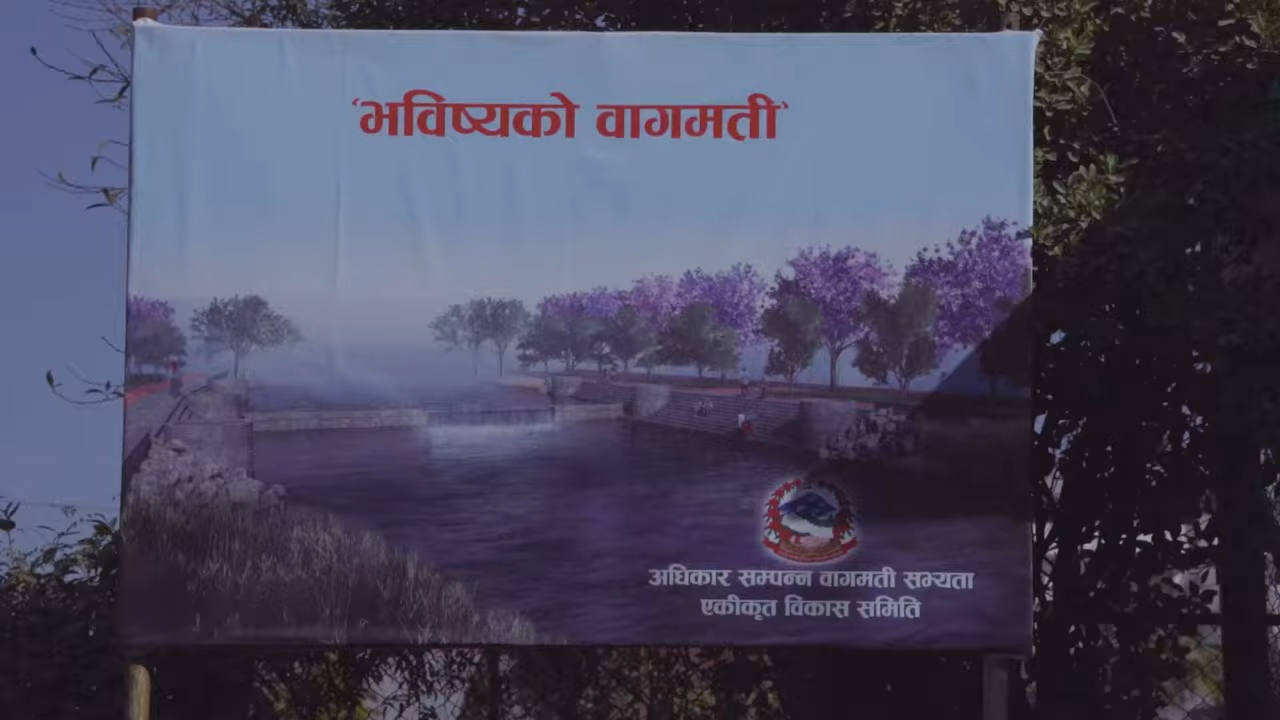 'भविष्यको वागमती'
अधिकार सम्पन्न वागमती सभ्यता
एकीकृत विकास समिति